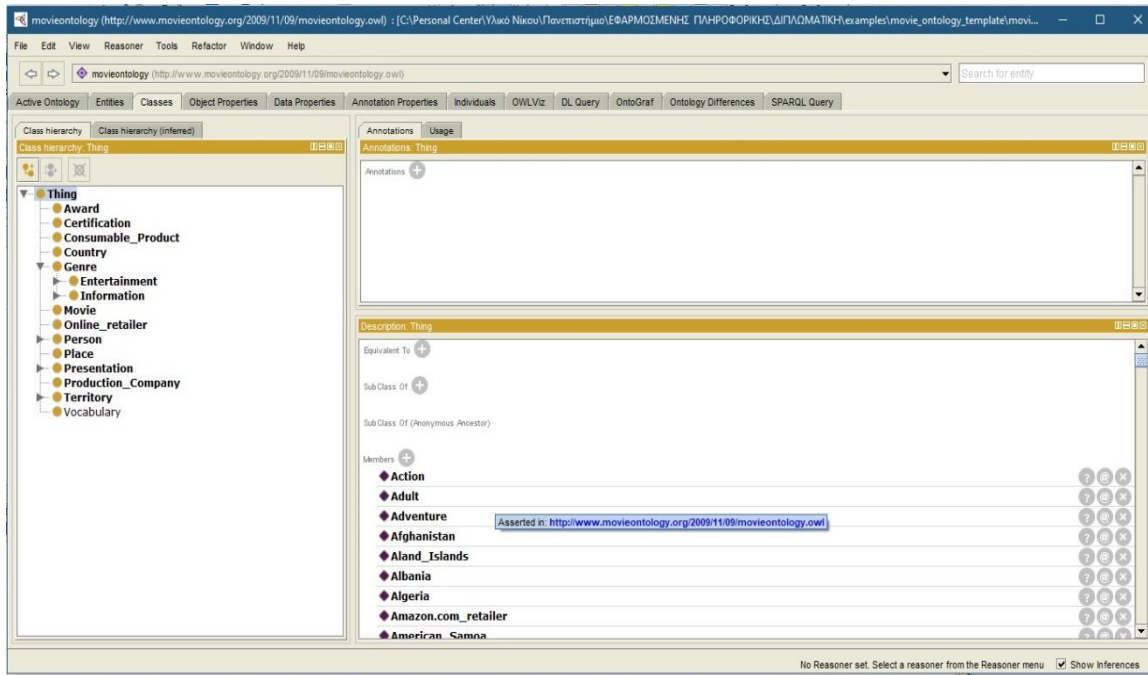 movieontology (http://www.movieontology.org/2009/11/09/movieontology.owl) : [C:\Personal Center\Υλικό Νίκου\Πανεπιστήμιο\ΕΦΑΡΜΟΣΜΕΝΗΣ ΠΛΗΡΟΦΟΡΙΚΗΣ\ΔΙΠΛΩΜΑΤΙΚΗ\examples\movie_ontology_template\movi...
File Edit View Reasoner Tools Refactor Window Help
movieontology (http://www.movieontology.org/2009/11/09/movieontology.owl)
Search for entity
Active Ontology Entities Classes Object Properties Data Properties Annotation Properties Individuals OWLViz DL Query OntoGraf Ontology Differences SPARQL Query
Class hierarchy Class hierarchy (inferred)
Class hierarchy: Thing
Thing
Award
Certification
Consumable_Product
Country
Genre
Entertainment
Information
Movie
Online_retailer
Person
Place
Presentation
Production_Company
Territory
Vocabulary
Annotations Usage
Annotations: Thing
Annotations
Description: Thing
Equivalent To
SubClass Of
SubClass Of (Anonymous Ancestor)
Members
Action
Adult
Adventure
Asserted in: http://www.movieontology.org/2009/11/09/movieontology.owl
Afghanistan
Aland_Islands
Albania
Algeria
Amazon.com_retailer
American_Samoa
No Reasoner set. Select a reasoner from the Reasoner menu Show Inferences